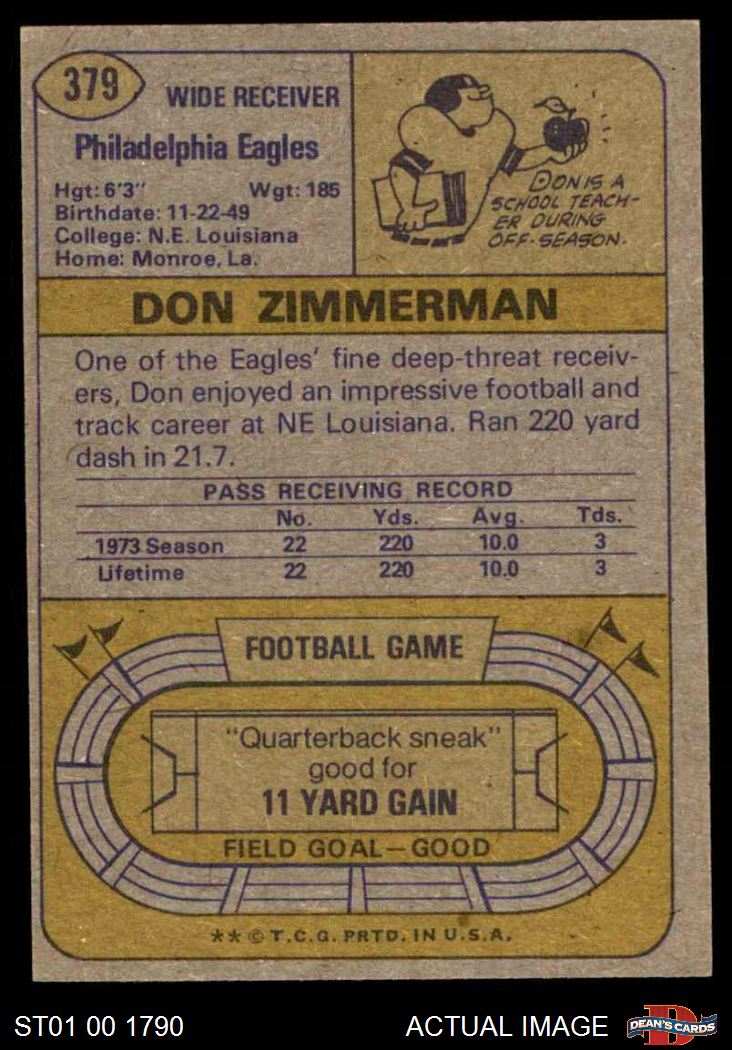 379
WIDE RECEIVER
Philadelphia Eagles
Hgt: 6'3" Wgt: 185
Birthdate: 11-22-49
College: N.E. Louisiana
Home: Monroe, La.
DON IS A
SCHOOL TEACH-
ER DURING
OFF-SEASON.
DON ZIMMERMAN
One of the Eagles' fine deep-threat receiv-
ers, Don enjoyed an impressive football and
track career at NE Louisiana. Ran 220 yard
dash in 21.7.
PASS RECEIVING RECORD
No. Yds. Avg. Tds.
1973 Season 22 220 10.0 3
Lifetime 22 220 10.0 3
FOOTBALL GAME
"Quarterback sneak"
good for
11 YARD GAIN
FIELD GOAL—GOOD
** © T.C.G. PRTD. IN U.S.A.
ST01 00 1790 ACTUAL IMAGE
D
DEAN'S CARDS